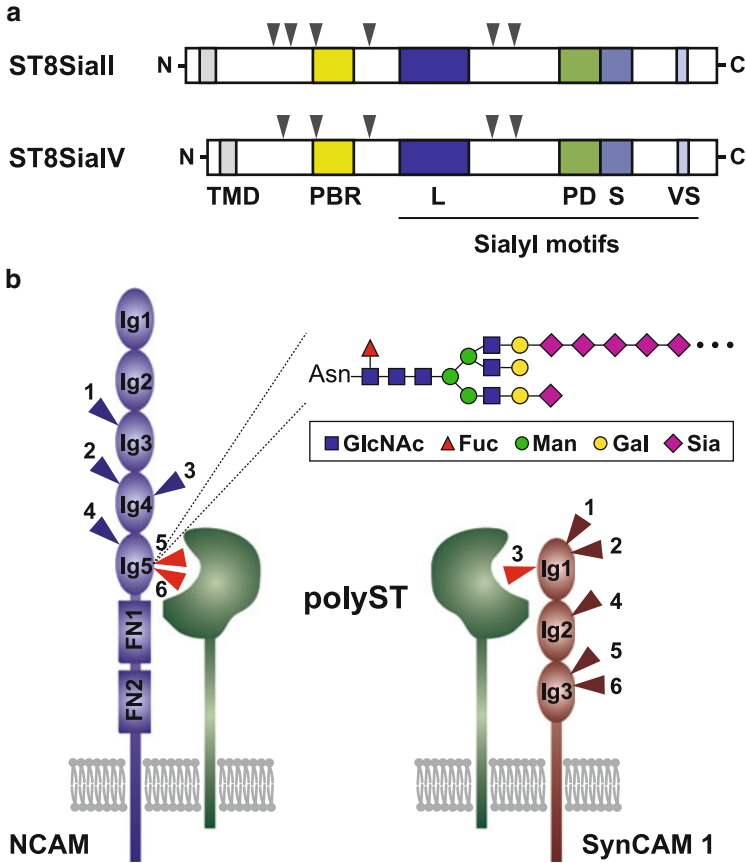 a
ST8SiaII
N
C
ST8SiaIV
N
C
TMD PBR L PD S VS
Sialyl motifs
b
Ig1
Ig2
Ig3
Ig4
Ig5
FN1
FN2
1
2
3
4
5
6
Asn
GlcNAc Fuc Man Gal Sia
polyST
1
2
3
4
5
6
Ig1
Ig2
Ig3
NCAM
SynCAM 1